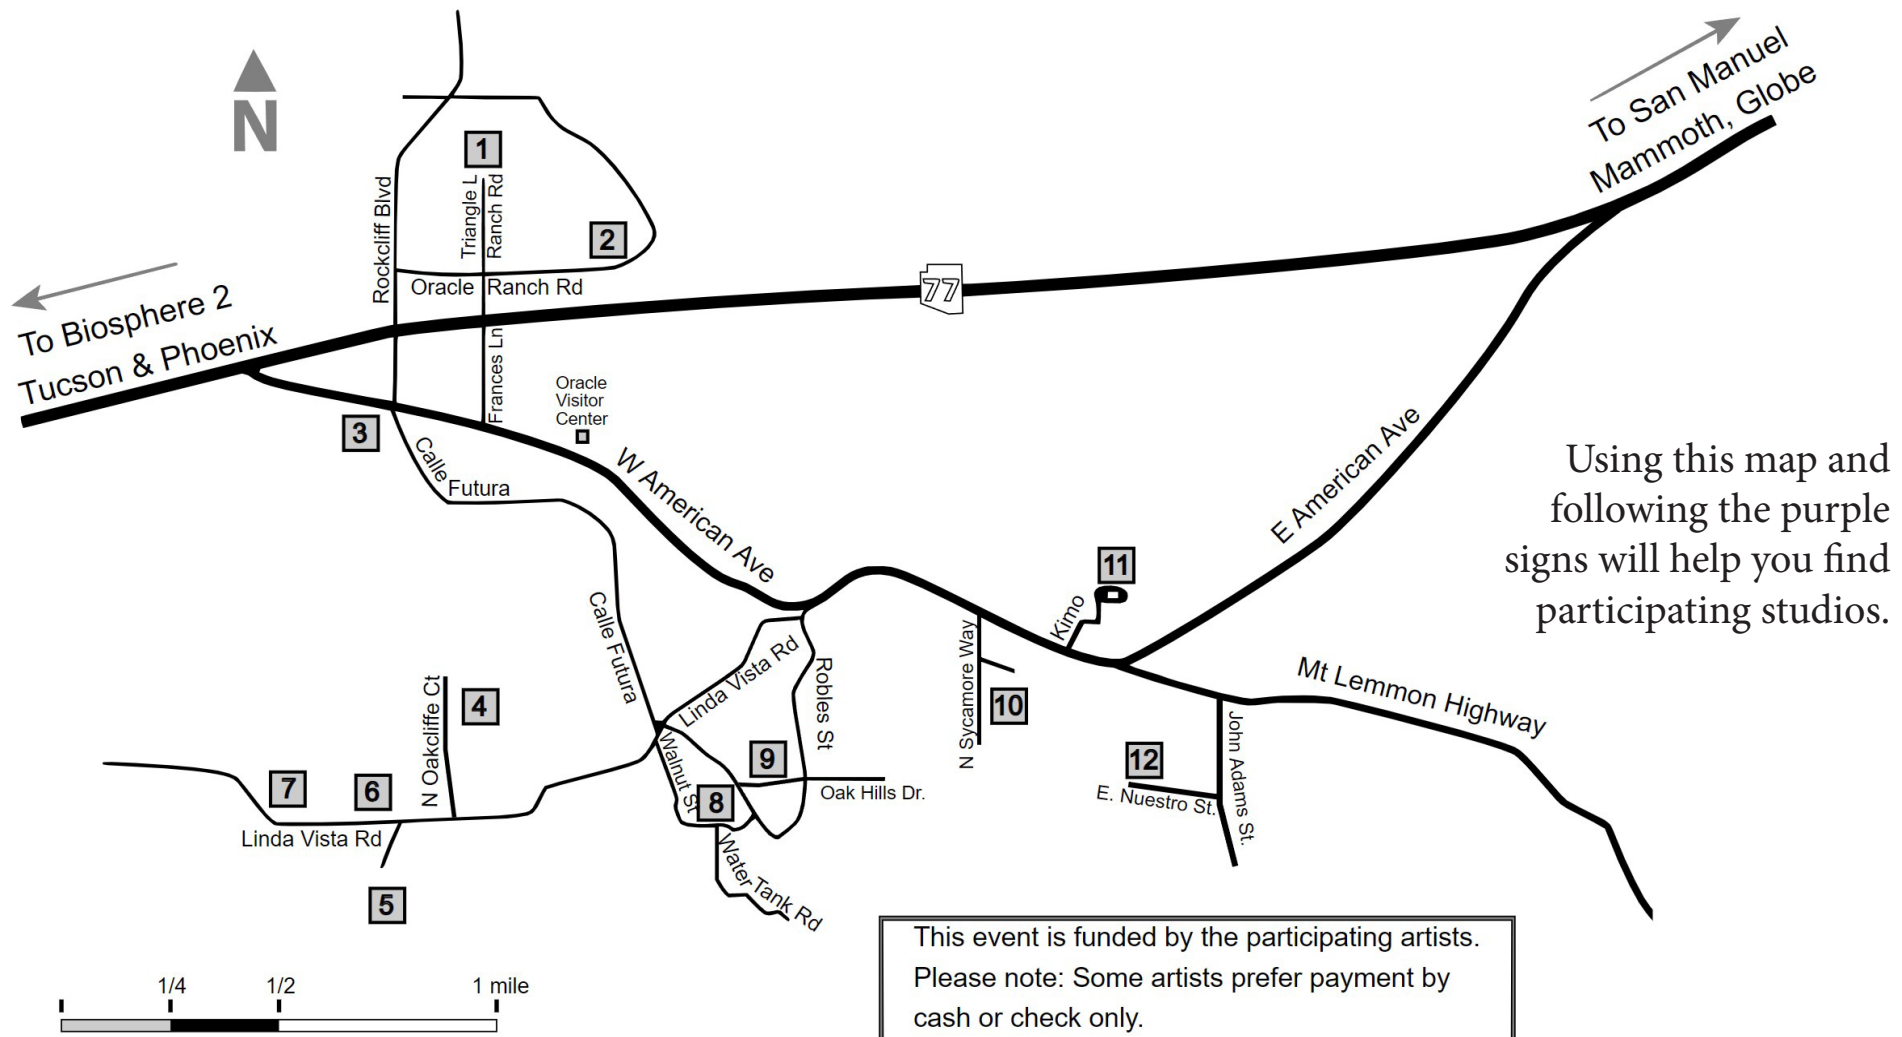 N
To San Manuel
Mammoth, Globe
1
Triangle L
Ranch Rd
Rockcliff Blvd
2
Oracle Ranch Rd
77
To Biosphere 2
Tucson & Phoenix
Frances Ln
Oracle
Visitor
Center
3
Calle
Futura
W American Ave
E American Ave
Using this map and
following the purple
signs will help you find
participating studios.
11
Kimo
Calle Futura
Linda Vista Rd
Robles St
N Sycamore Way
10
Mt Lemmon Highway
N Oakcliffe Ct
4
Walnut St
9
John Adams St.
12
7
6
8
Oak Hills Dr.
E. Nuestro St.
Linda Vista Rd
Water Tank Rd
5
This event is funded by the participating artists.
Please note: Some artists prefer payment by
cash or check only.
1/4
1/2
1 mile